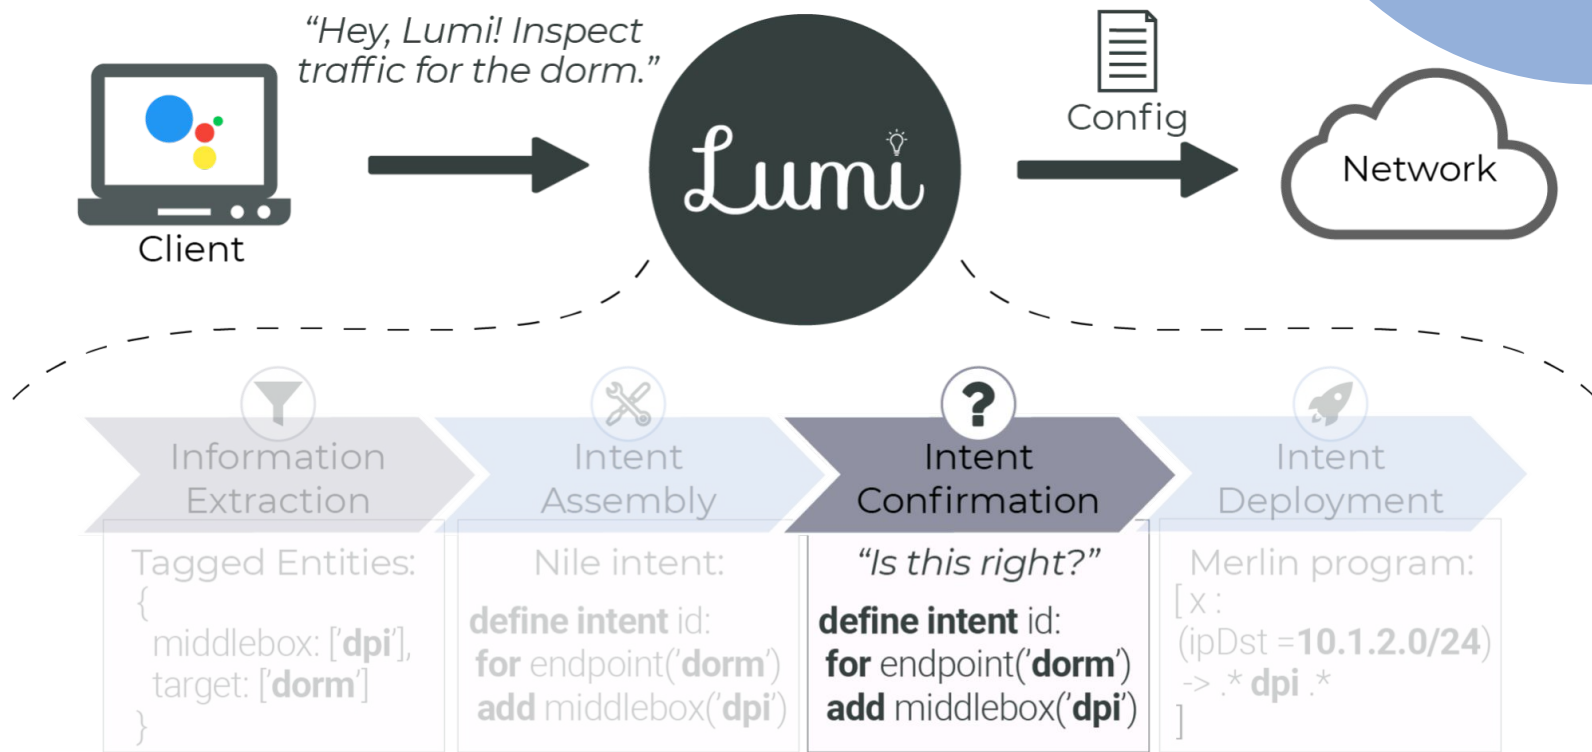 “Hey, Lumi! Inspect
traffic for the dorm.”
Client
Lumi
Config
Network
Information
Extraction
Tagged Entities:
{
middlebox: [’dpi’],
target: [’dorm’]
}
Intent
Assembly
Nile intent:
define intent id:
for endpoint(’dorm’)
add middlebox(’dpi’)
?
Intent
Confirmation
“Is this right?”
define intent id:
for endpoint(’dorm’)
add middlebox(’dpi’)
Intent
Deployment
Merlin program:
[ x :
(ipDst =10.1.2.0/24)
-> .* dpi .*
]